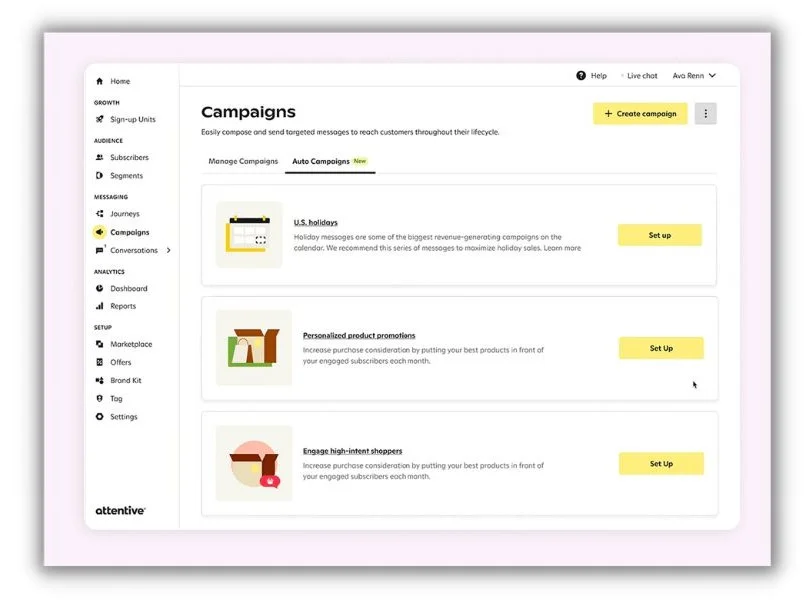 Help
Live chat
Ava Renn
Home
GROWTH
Sign-up Units
AUDIENCE
Subscribers
Segments
MESSAGING
Journeys
Campaigns
Conversations
ANALYTICS
Dashboard
Reports
SETUP
Marketplace
Offers
Brand Kit
Tag
Settings
attentive
Campaigns
Easily compose and send targeted messages to reach customers throughout their lifecycle.
+ Create campaign
Manage Campaigns
Auto Campaigns New
U.S. holidays
Holiday messages are some of the biggest revenue-generating campaigns on the
calendar. We recommend this series of messages to maximize holiday sales. Learn more
Set up
Personalized product promotions
Increase purchase consideration by putting your best products in front of
your engaged subscribers each month.
Set Up
Engage high-intent shoppers
Increase purchase consideration by putting your best products in front of
your engaged subscribers each month.
Set Up